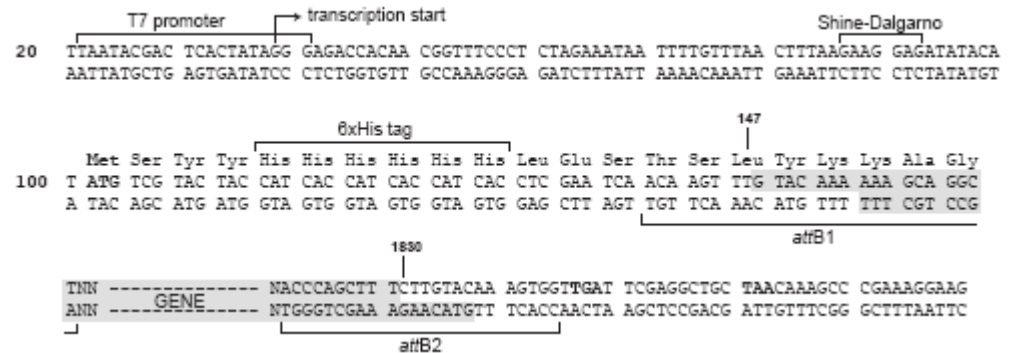 T7 promoter transcription start Shine-Dalgarno
20 TTAATACGAC TCACTATAGG GAGACCACAA CGGTTTCCCT CTAGAAATAA TTTTGTTTAA CTTTAAGAAG GAGATATACA
AATTATGCTG AGTGATATCC CTCTGGTGTT GCCAAAGGGA GATCTTTATT AAAACAAATT GAAATTCTTC CTCTATATGT
6xHis tag 147
Met Ser Tyr Tyr His His His His His His Leu Glu Ser Thr Ser Leu Tyr Lys Lys Ala Gly
100 T ATG TCG TAC TAC CAT CAC CAT CAC CAT CAC CTC GAA TCA ACA AGT TTG TAC AAA AAA GCA GGC
A TAC AGC ATG ATG GTA GTG GTA GTG GTA GTG GAG CTT AGT TGT TCA AAC ATG TTT TTT CGT CCG
attB1
1830
TNN --------------- NACCCAGCTTT CTTGTACAA AGTGGTTGAT TCGAGGCTGC TAACAAAGCC CGAAAGGAAG
GENE
ANN --------------- NTGGGTCGAAA GAACATGTT TCACCAACTA AGCTCCGACG ATTGTTTCGG GCTTTAATTC
attB2